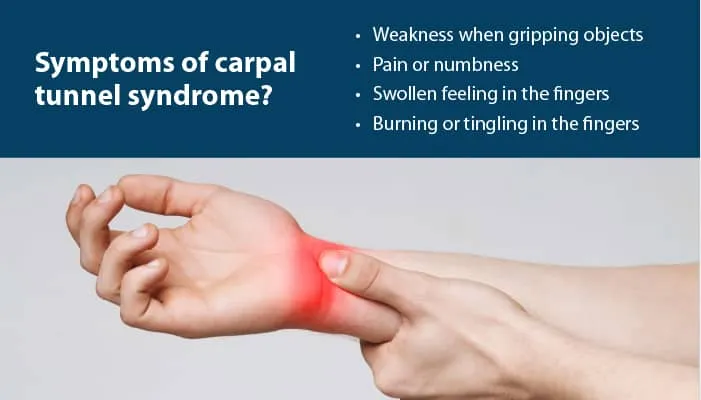 Symptoms of carpal
tunnel syndrome?
• Weakness when gripping objects
• Pain or numbness
• Swollen feeling in the fingers
• Burning or tingling in the fingers